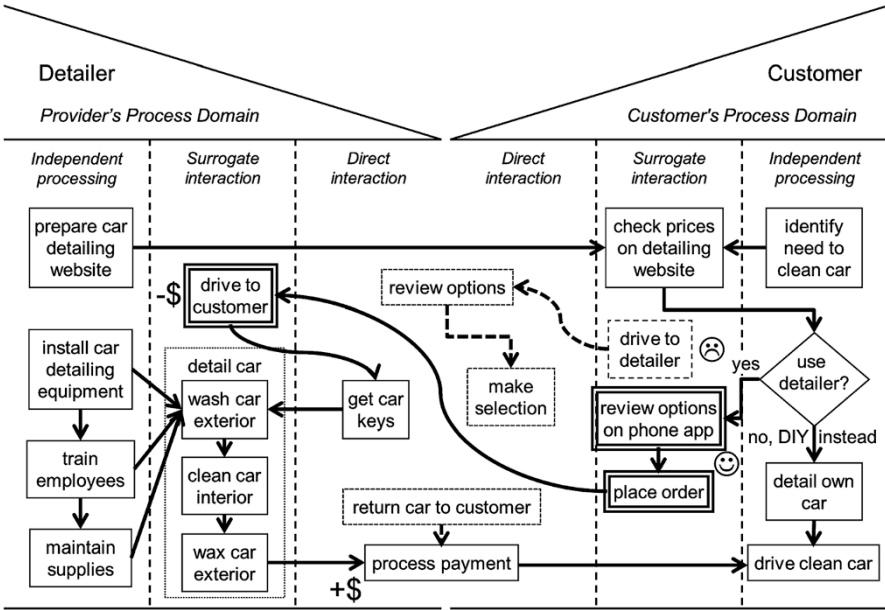 Detailer
Customer
Provider's Process Domain
Customer's Process Domain
Independent
processing
Surrogate
interaction
Direct
interaction
Direct
interaction
Surrogate
interaction
Independent
processing
prepare car
detailing
website
check prices
on detailing
website
identify
need to
clean car
-$
drive to
customer
review options
drive to
detailer
install car
detailing
equipment
detail car
wash car
exterior
get car
keys
make
selection
yes
use
detailer?
review options
on phone app
no, DIY instead
train
employees
clean car
interior
place order
detail own
car
return car to customer
maintain
supplies
wax car
exterior
+$
process payment
drive clean car